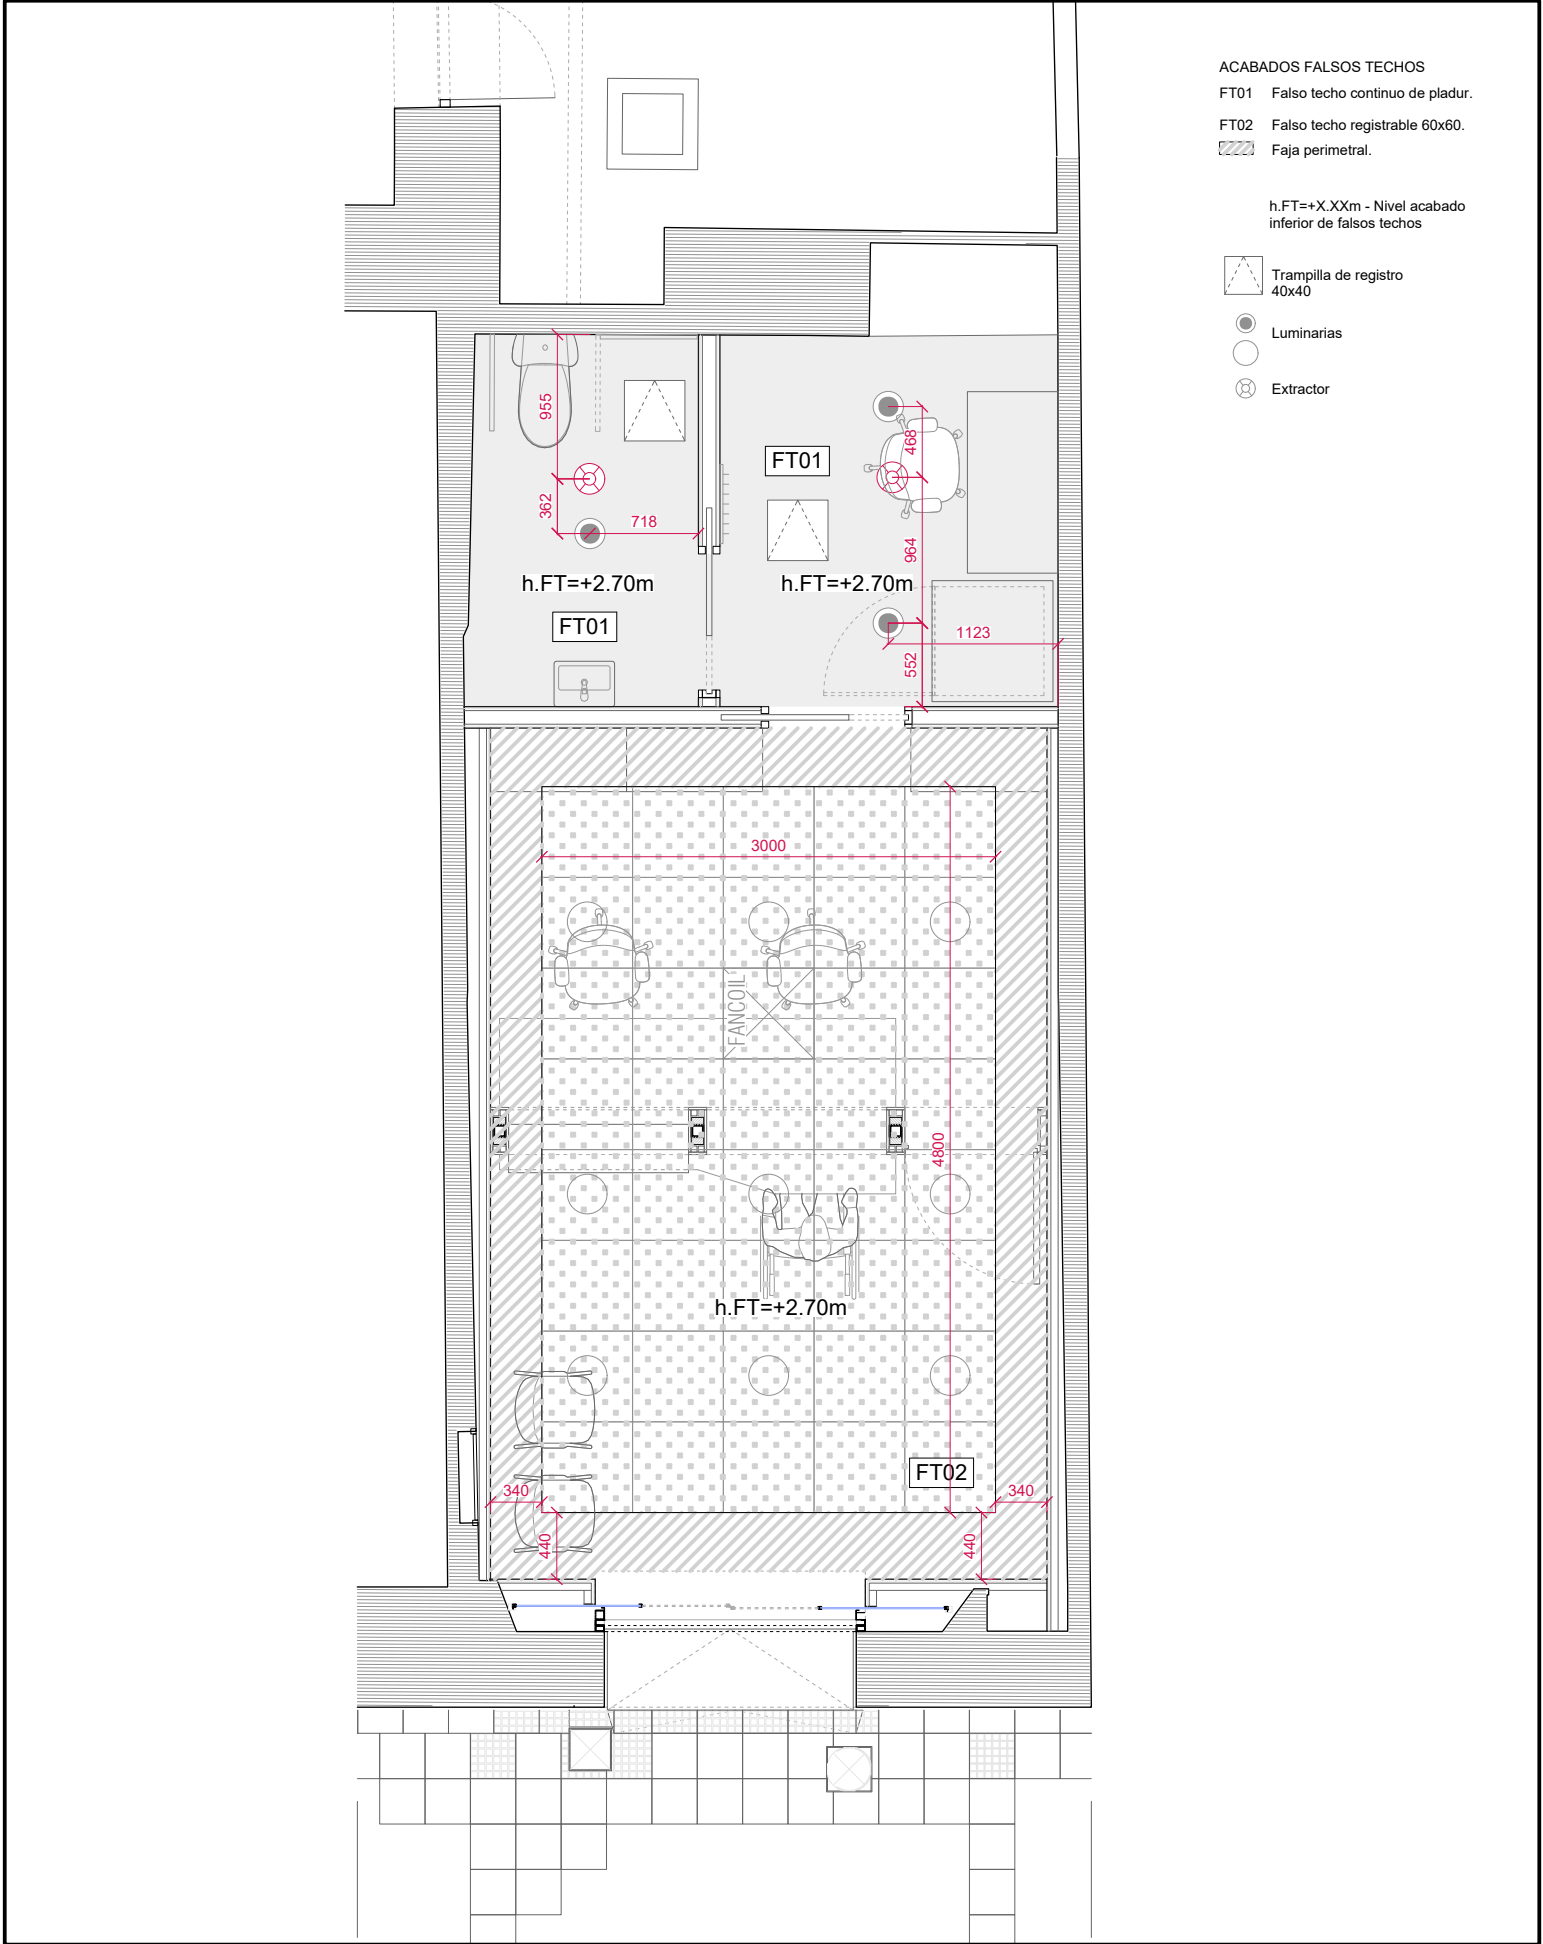 ACABADOS FALSOS TECHOS
FT01 Falso techo continuo de pladur.
FT02 Falso techo registrable 60x60.
Faja perimetral.
h.FT=+X.XXm - Nivel acabado
inferior de falsos techos
Trampilla de registro
40x40
Luminarias
Extractor
955
468
FT01
362
718
964
h.FT=+2.70m
h.FT=+2.70m
FT01
1123
552
3000
FANCOIL
4800
h.FT=+2.70m
FT02
340
340
440
440